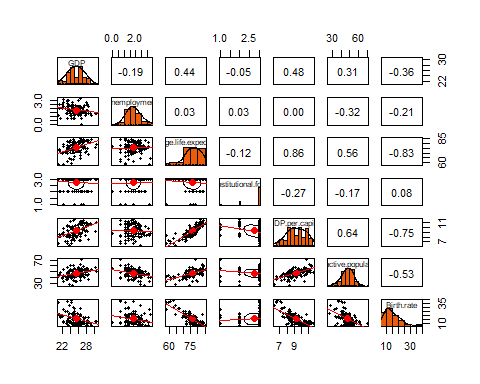 0.0 2.0 1.0 2.5 30 60
GDP -0.19 0.44 -0.05 0.48 0.31 -0.36 22 30
0.0 3.0 nemploymer 0.03 0.03 0.00 -0.32 -0.21
ge.life.expec -0.12 0.86 0.56 -0.83 60 85
1.0 3.0 stitutional.fo -0.27 -0.17 0.08
DP.per.capi 0.64 -0.75 7 11
30 70 ctive.popula -0.53
Birth.rate 10 35
22 28 60 75 7 9 10 30